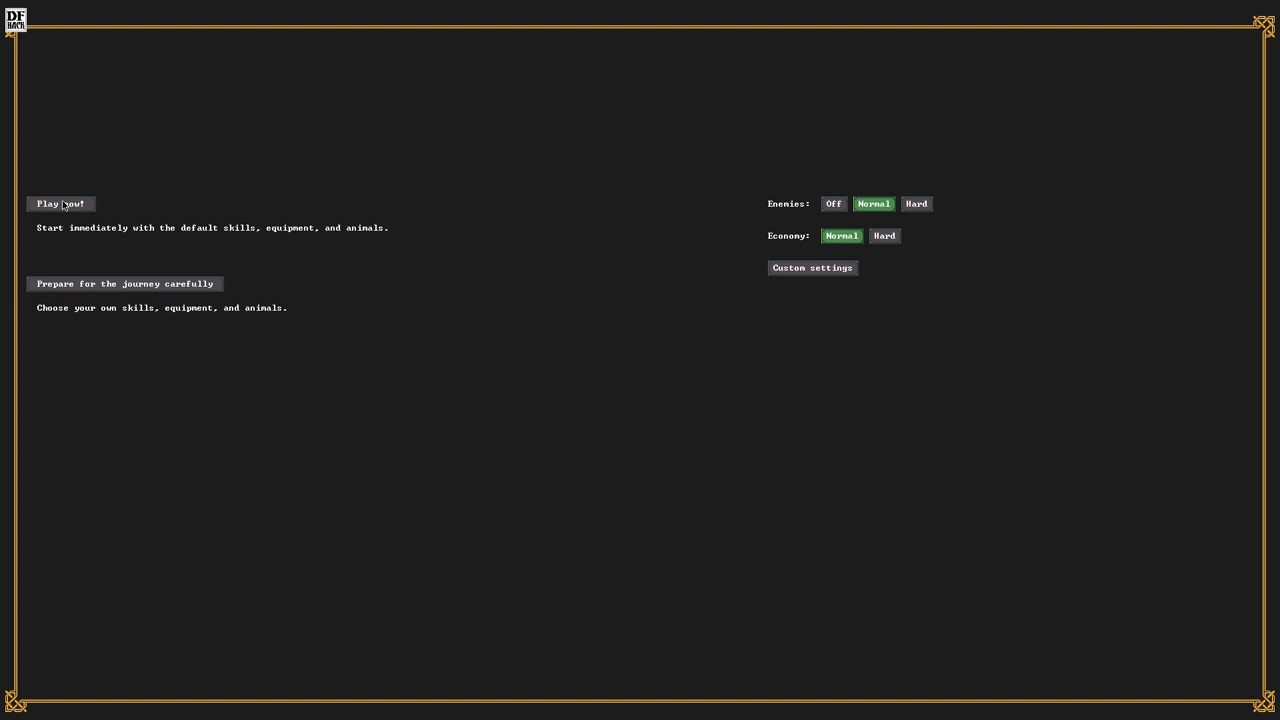 DF
HACK
Play now!
Start immediately with the default skills, equipment, and animals.
Prepare for the journey carefully
Choose your own skills, equipment, and animals.
Enemies: Off Normal Hard
Economy: Normal Hard
Custom settings